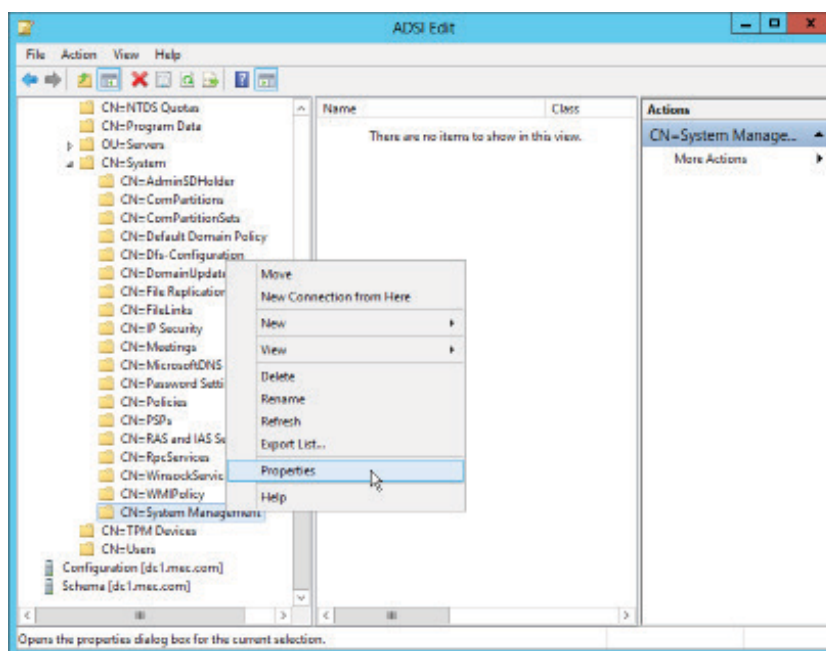 ADSI Edit
File Action View Help
CN=NTDS Quotas
CN=Program Data
OU=Servers
CN=System
CN=AdminSDHolder
CN=ComPartitions
CN=ComPartitionSets
CN=Default Domain Policy
CN=Dfs-Configuration
CN=DomainUpdate
CN=File Replication
CN=FileLinks
CN=IP Security
CN=Meetings
CN=MicrosoftDNS
CN=Password Setti
CN=Policies
CN=PSPs
CN=RAS and IAS Se
CN=RpcServices
CN=WinsockServic
CN=WMIPolicy
CN=System Management
CN=TPM Devices
CN=Users
Configuration [dc1.mec.com]
Schema [dc1.mec.com]
Move
New Connection from Here
New
View
Delete
Rename
Refresh
Export List...
Properties
Help
Name Class
There are no items to show in this view.
Actions
CN=System Manage...
More Actions
Opens the properties dialog box for the current selection.